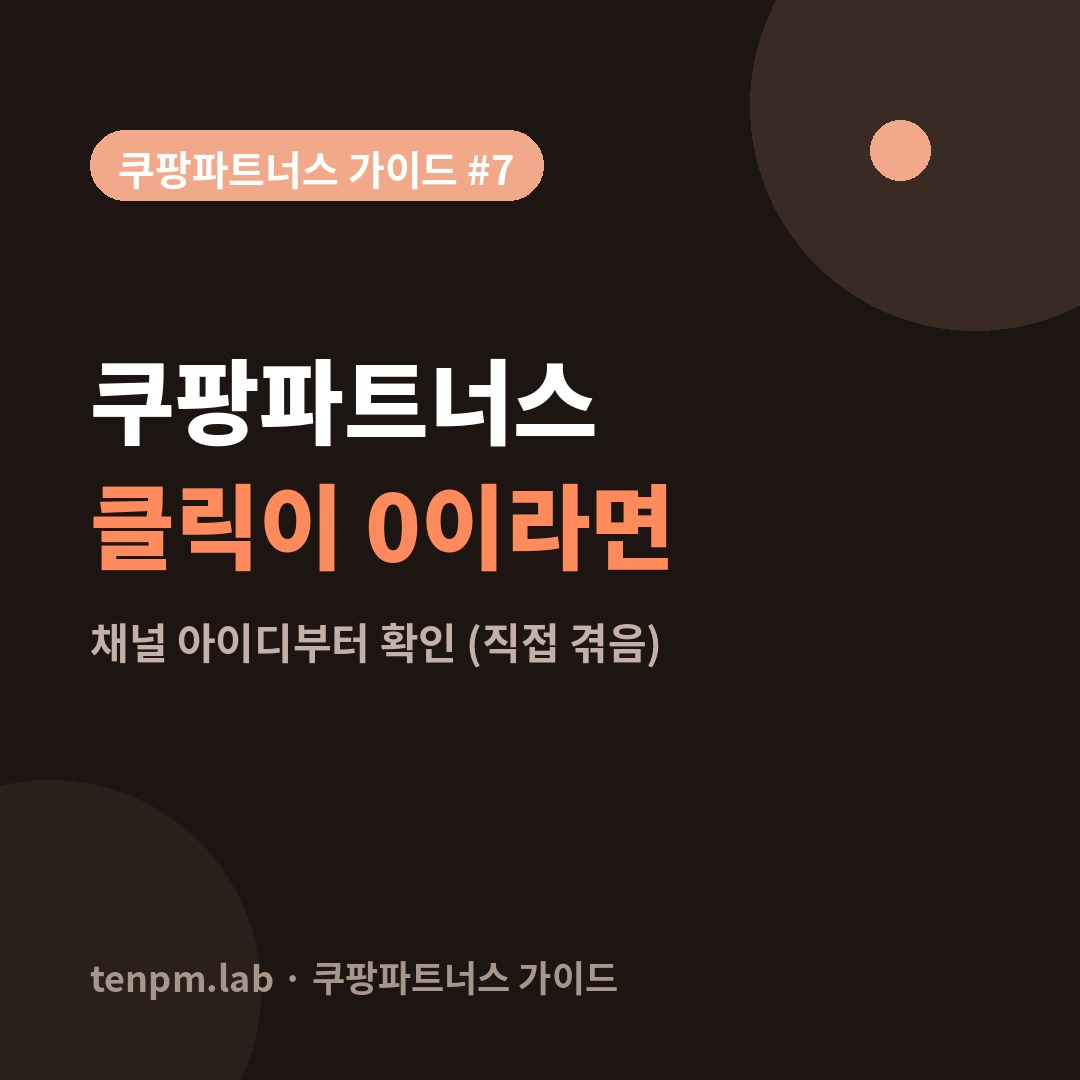 쿠팡파트너스 가이드 #7
쿠팡파트너스
클릭이 0이라면
채널 아이디부터 확인 (직접 겪음)
tenpm.lab · 쿠팡파트너스 가이드